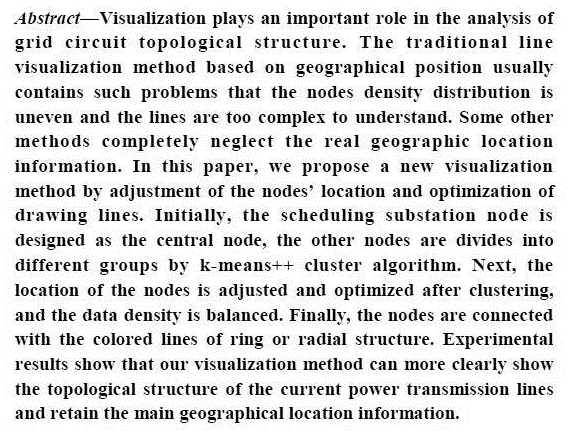 Abstract—Visualization plays an important role in the analysis of
grid circuit topological structure. The traditional line
visualization method based on geographical position usually
contains such problems that the nodes density distribution is
uneven and the lines are too complex to understand. Some other
methods completely neglect the real geographic location
information. In this paper, we propose a new visualization
method by adjustment of the nodes’ location and optimization of
drawing lines. Initially, the scheduling substation node is
designed as the central node, the other nodes are divides into
different groups by k-means++ cluster algorithm. Next, the
location of the nodes is adjusted and optimized after clustering,
and the data density is balanced. Finally, the nodes are connected
with the colored lines of ring or radial structure. Experimental
results show that our visualization method can more clearly show
the topological structure of the current power transmission lines
and retain the main geographical location information.